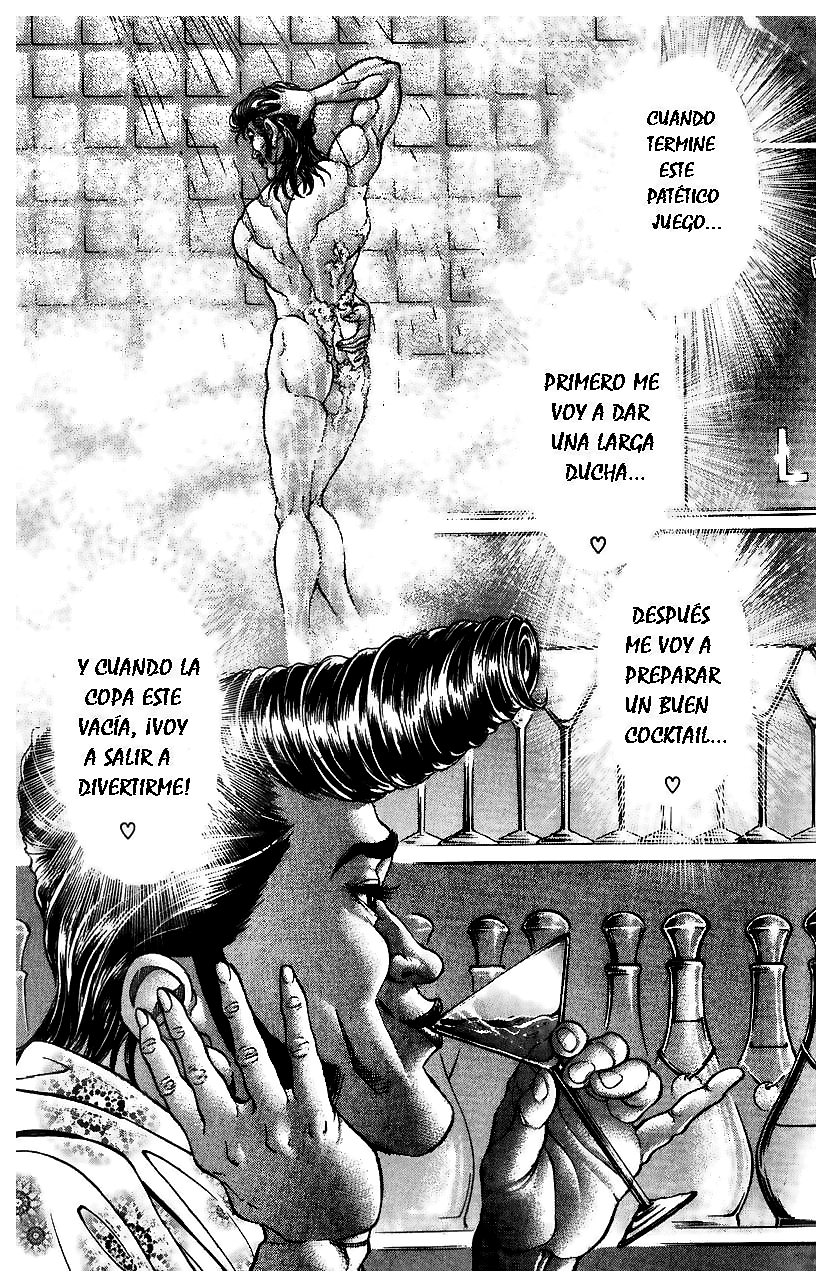 CUANDO
TERMINE
ESTE
PATÉTICO
JUEGO...
PRIMERO ME
VOY A DAR
UNA LARGA
DUCHA...
♡
DESPUÉS
ME VOY A
PREPARAR
UN BUEN
COCKTAIL...
♡
Y CUANDO LA
COPA ESTE
VACÍA, ¡VOY
A SALIR A
DIVERTIRME!
♡